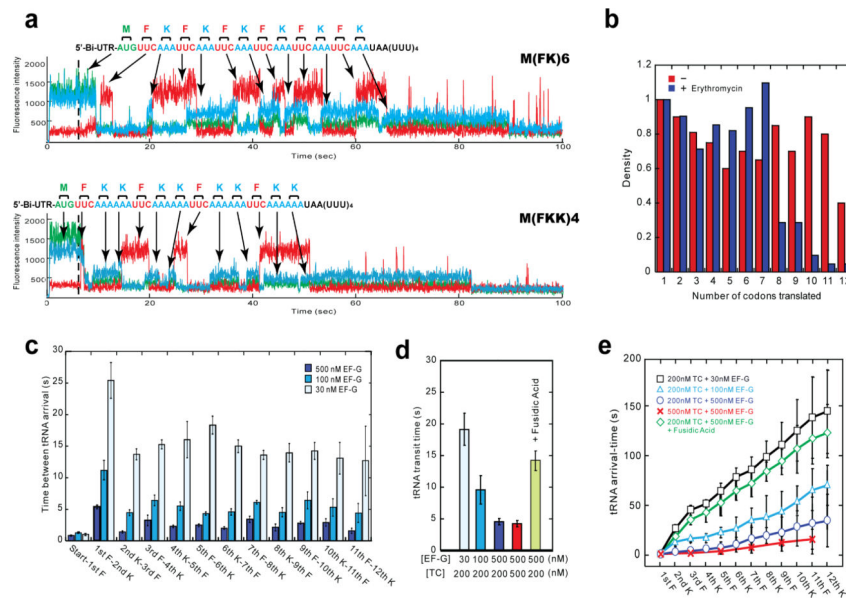 a
M F K F K F K F K F K F K
5'-Bi-UTR-AUGUUCAAAUUCAAAUUCAAAUUCAAAUUCAAAUUCAAAUAA(UUU)4
M(FK)6
Fluorescence intensity
2000
1500
1000
500
0 20 40 60 80 100
Time (sec)
M F K K F K K F K K F K K
5'-Bi-UTR-AUGUUCAAAAAAUUCAAAAAAUUCAAAAAAUUCAAAAAAUAA(UUU)4
M(FKK)4
Fluorescence intensity
2000
1500
1000
500
0 20 40 60 80 100
Time (sec)
b
−
+ Erythromycin
Density
1.2
1
0.8
0.6
0.4
0.2
0
1 2 3 4 5 6 7 8 9 10 11 12
Number of codons translated
c
500 nM EF-G
100 nM EF-G
30 nM EF-G
Time between tRNA arrival (s)
30
25
20
15
10
5
0
Start-1st F
1st F-2nd K
2nd K-3rd F
3rd F-4th K
4th K-5th F
5th F-6th K
6th K-7th F
7th F-8th K
8th K-9th F
9th F-10th K
10th K-11th F
11th F-12th K
d
tRNA transit time (s)
30
25
20
15
10
5
0
+ Fusidic Acid
[EF-G] 30 100 500 500 500 (nM)
[TC] 200 200 200 500 200 (nM)
e
200nM TC + 30nM EF-G
200nM TC + 100nM EF-G
200nM TC + 500nM EF-G
500nM TC + 500nM EF-G
200nM TC + 500nM EF-G
+ Fusidic Acid
tRNA arrival-time (s)
200
150
100
50
0
1st F
2nd K
3rd F
4th K
5th F
6th K
7th F
8th K
9th F
10th K
11th F
12th K